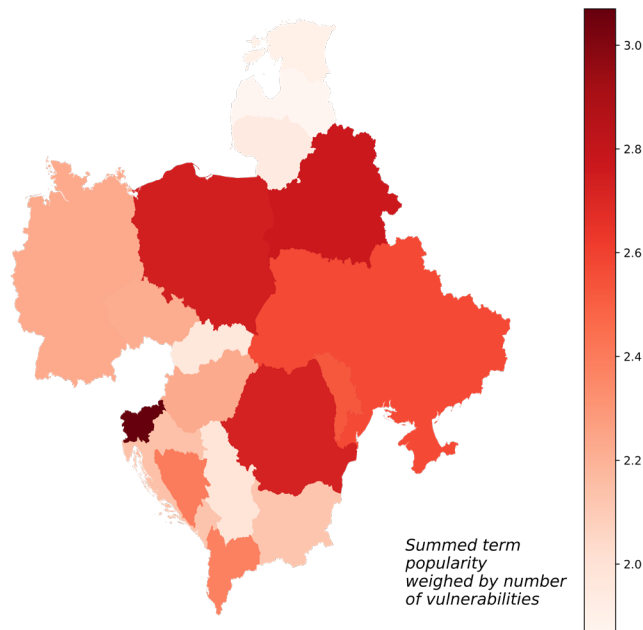 3.0
2.8
2.6
2.4
2.2
2.0
Summed term
popularity
weighed by number
of vulnerabilities